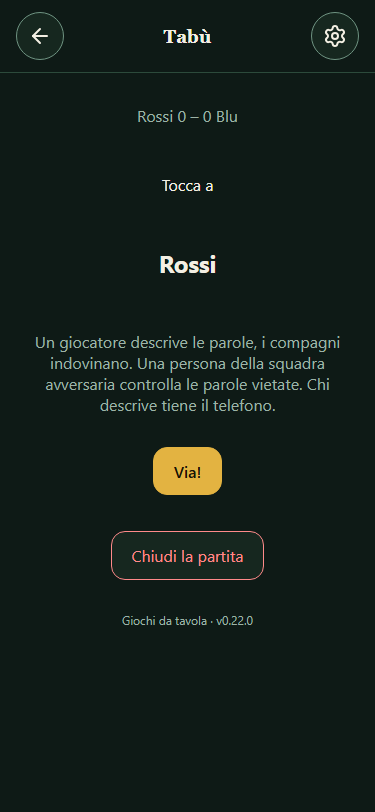 Tabù
Rossi 0 – 0 Blu
Tocca a
Rossi
Un giocatore descrive le parole, i compagni
indovinano. Una persona della squadra
avversaria controlla le parole vietate. Chi
descrive tiene il telefono.
Via!
Chiudi la partita
Giochi da tavola · v0.22.0